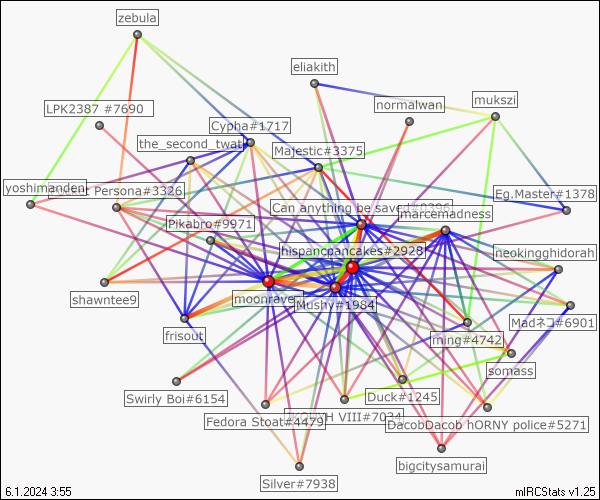 zebula
eliakith
LPK2387 #7690
normalwan
mukszi
Cypha#1717
the_second_twat
Majestic#3375
yoshimanden
Persona#3326
Eg.Master#1378
Can anything be saved#0396
marcemadness
Pikabro#9971
hispancpancakes#2928
neokingghidorah
shawntee9
moonrave
Mushy#1984
Madネコ#6901
frisout
ming#4742
somass
Swirly Boi#6154
Duck#1245
Fedora Stoat#4479
VIII#7034
DacobDacob hORNY police#5271
bigcitysamurai
Silver#7938
6.1.2024 3:55
mIRCStats v1.25